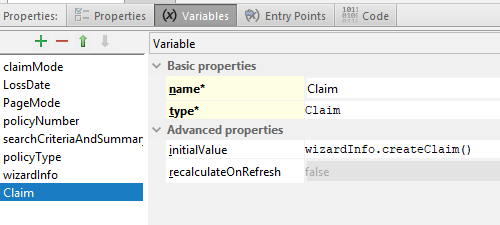 Properties: Properties Variables Entry Points Code
claimMode
LossDate
PageMode
policyNumber
searchCriteriaAndSummary
policyType
wizardInfo
Claim
Variable
Basic properties
name* Claim
type* Claim
Advanced properties
initialValue wizardInfo.createClaim()
recalculateOnRefresh false